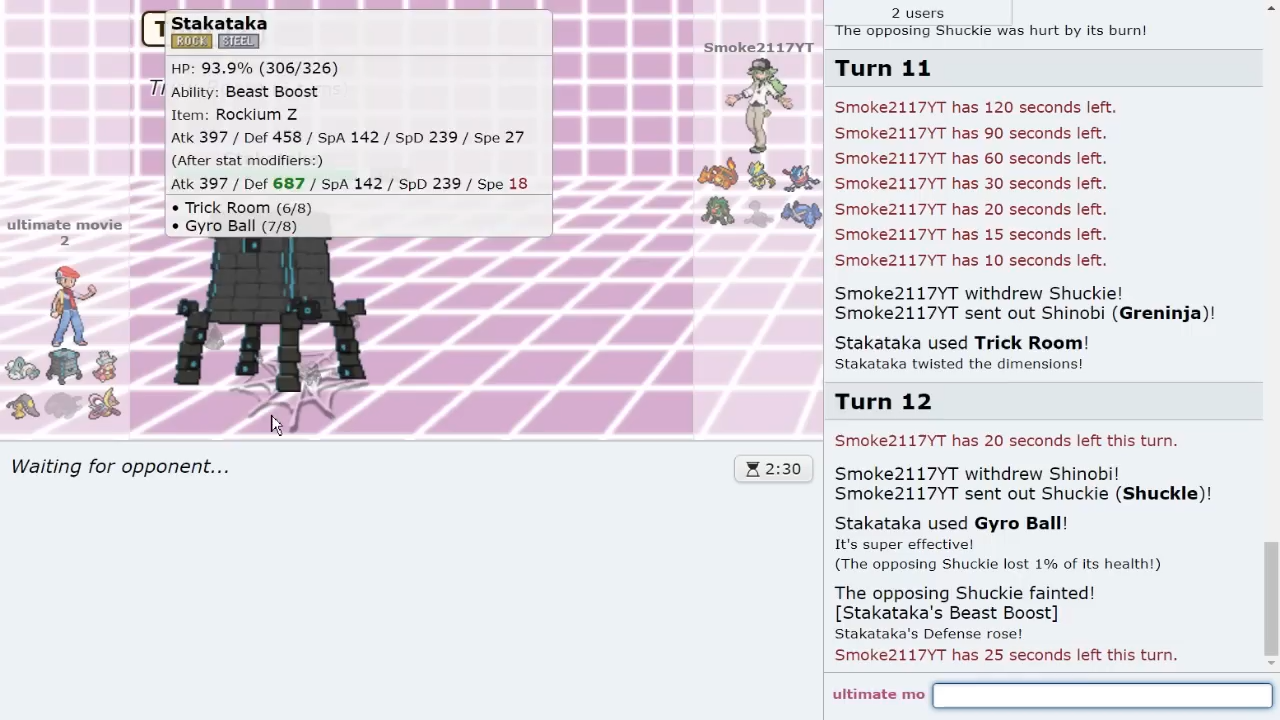 Stakataka
ROCK STEEL
HP: 93.9% (306/326)
Ability: Beast Boost
Item: Rockium Z
Atk 397 / Def 458 / SpA 142 / SpD 239 / Spe 27
(After stat modifiers:)
Atk 397 / Def 687 / SpA 142 / SpD 239 / Spe 18
• Trick Room (6/8)
• Gyro Ball (7/8)
ultimate movie
2
Smoke2117YT
Waiting for opponent...
2:30
2 users
The opposing Shuckie was hurt by its burn!
Turn 11
Smoke2117YT has 120 seconds left.
Smoke2117YT has 90 seconds left.
Smoke2117YT has 60 seconds left.
Smoke2117YT has 30 seconds left.
Smoke2117YT has 20 seconds left.
Smoke2117YT has 15 seconds left.
Smoke2117YT has 10 seconds left.
Smoke2117YT withdrew Shuckie!
Smoke2117YT sent out Shinobi (Greninja)!
Stakataka used Trick Room!
Stakataka twisted the dimensions!
Turn 12
Smoke2117YT has 20 seconds left this turn.
Smoke2117YT withdrew Shinobi!
Smoke2117YT sent out Shuckie (Shuckle)!
Stakataka used Gyro Ball!
It's super effective!
(The opposing Shuckie lost 1% of its health!)
The opposing Shuckie fainted!
[Stakataka's Beast Boost]
Stakataka's Defense rose!
Smoke2117YT has 25 seconds left this turn.
ultimate mo